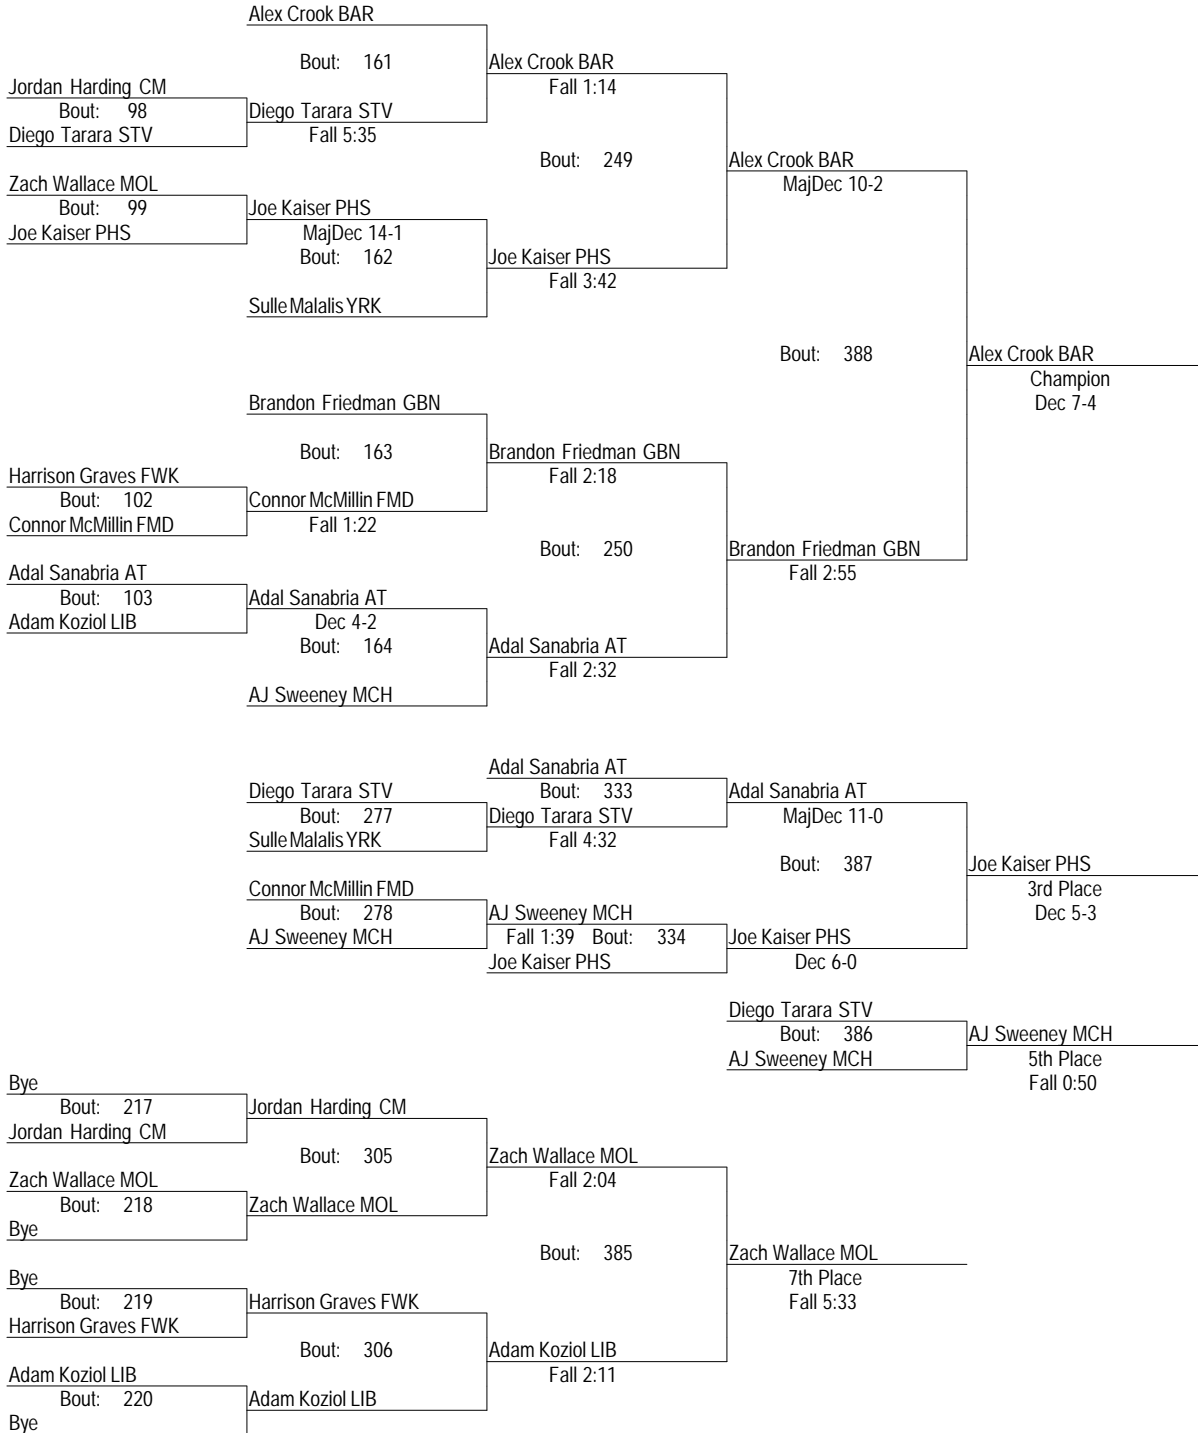 Alex Crook BAR
Bout: 161
Alex Crook BAR
Jordan Harding CM
Fall 1:14
Bout: 98
Diego Tarara STV
Diego Tarara STV
Fall 5:35
Bout: 249
Alex Crook BAR
Zach Wallace MOL
MajDec 10-2
Bout: 99
Joe Kaiser PHS
Joe Kaiser PHS
MajDec 14-1
Bout: 162
Joe Kaiser PHS
Fall 3:42
Sulle Malalis YRK
Bout: 388
Alex Crook BAR
Champion
Dec 7-4
Brandon Friedman GBN
Bout: 163
Brandon Friedman GBN
Harrison Graves FWK
Fall 2:18
Bout: 102
Connor McMillin FMD
Connor McMillin FMD
Fall 1:22
Bout: 250
Brandon Friedman GBN
Adal Sanabria AT
Fall 2:55
Bout: 103
Adal Sanabria AT
Adam Koziol LIB
Dec 4-2
Bout: 164
Adal Sanabria AT
Fall 2:32
AJ Sweeney MCH
Adal Sanabria AT
Diego Tarara STV
Bout: 333
Adal Sanabria AT
Bout: 277
Diego Tarara STV
MajDec 11-0
Sulle Malalis YRK
Fall 4:32
Bout: 387
Joe Kaiser PHS
Connor McMillin FMD
3rd Place
Bout: 278
AJ Sweeney MCH
Dec 5-3
AJ Sweeney MCH
Fall 1:39 Bout: 334
Joe Kaiser PHS
Joe Kaiser PHS
Dec 6-0
Diego Tarara STV
Bout: 386
AJ Sweeney MCH
AJ Sweeney MCH
5th Place
Fall 0:50
Bye
Bout: 217
Jordan Harding CM
Jordan Harding CM
Bout: 305
Zach Wallace MOL
Zach Wallace MOL
Fall 2:04
Bout: 218
Zach Wallace MOL
Bye
Bout: 385
Zach Wallace MOL
Bye
7th Place
Bout: 219
Harrison Graves FWK
Fall 5:33
Harrison Graves FWK
Bout: 306
Adam Koziol LIB
Adam Koziol LIB
Fall 2:11
Bout: 220
Adam Koziol LIB
Bye